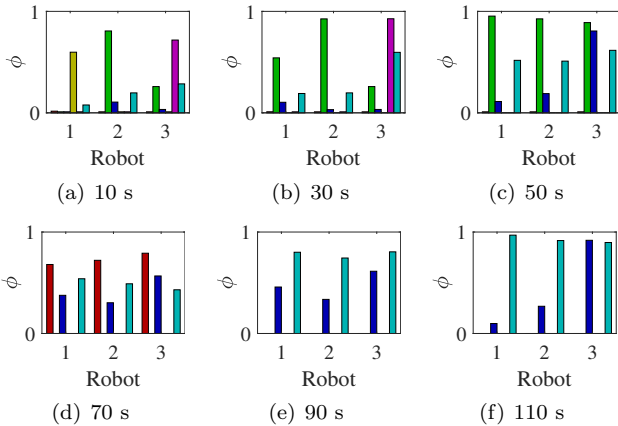 1 1 1
ϕ ϕ ϕ
0 0 0
1 2 3 1 2 3 1 2 3
Robot Robot Robot
(a) 10 s (b) 30 s (c) 50 s
1 1 1
ϕ ϕ ϕ
0 0 0
1 2 3 1 2 3 1 2 3
Robot Robot Robot
(d) 70 s (e) 90 s (f) 110 s